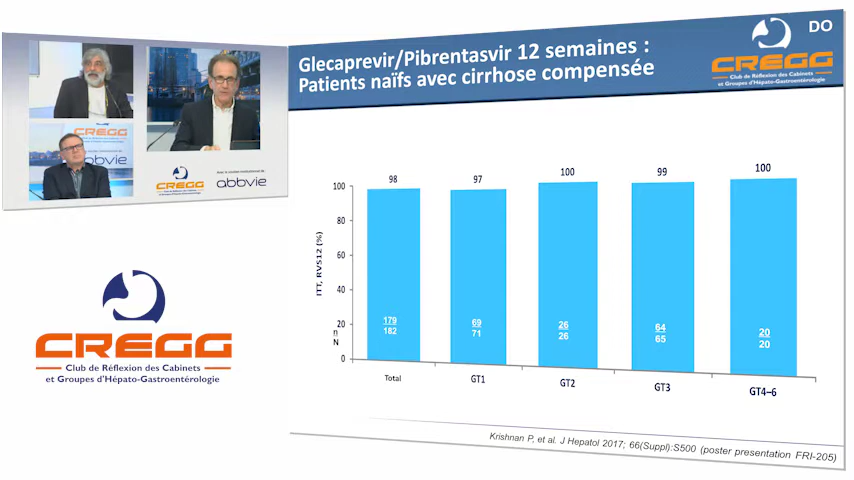 CREGG
abbvie
Avec le soutien institutionnel de
CREGG
abbvie
CREGG
Club de Réflexion des Cabinets
et Groupes d'Hépato-Gastroentérologie
DO
Glecaprevir/Pibrentasvir 12 semaines :
Patients naïfs avec cirrhose compensée
CREGG
Club de Réflexion des Cabinets
et Groupes d'Hépato-Gastroentérologie
ITT, RVS12 (%)
100
80
60
40
20
0
n
N
98
97
100
99
100
179
182
69
71
26
26
64
65
20
20
Total
GT1
GT2
GT3
GT4–6
Krishnan P, et al. J Hepatol 2017; 66(Suppl):S500 (poster presentation FRI-205)